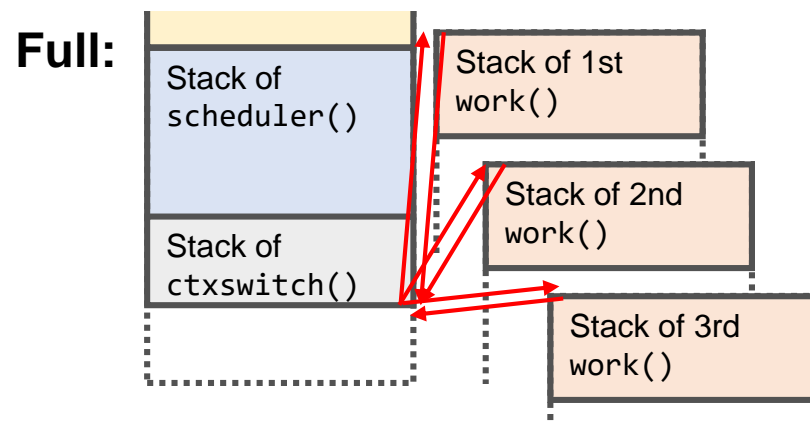 Full:
Stack of
scheduler()
Stack of
ctxswitch()
Stack of 1st
work()
Stack of 2nd
work()
Stack of 3rd
work()